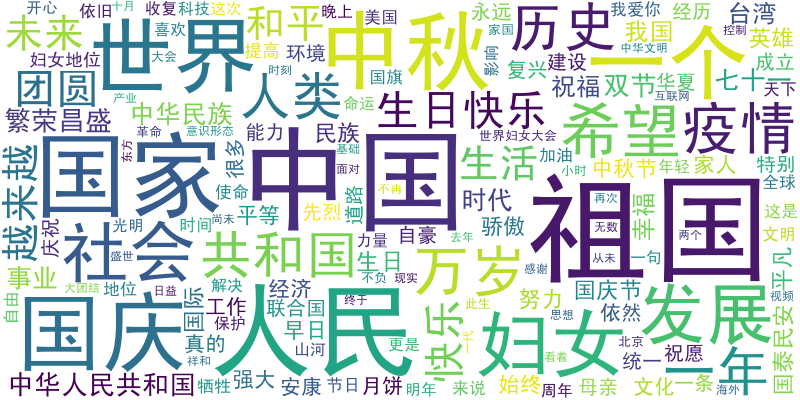 开心
依旧
十月
收复
科技
这次
和平
晚上
美国
中秋
永远
我爱你
经历
历史
我国
台湾
未来
喜欢
大会
提高
环境
世界
国旗
影响
一个
中华文明
家国
控制
英雄
妇女地位
时刻
复兴
建设
成立
团圆
产业
人类
命运
祝福
双节
华夏
七十一
天下
互联网
繁荣昌盛
中华民族
生日快乐
希望
疫情
革命
意识形态
能力
民族
世界妇女大会
越来越
国家
东方
很多
中国
基础
面对
生活
加油
中秋节
年轻
家人
特别
全球
使命
不冉
小时
祖国
庆祝
光明
时间
尚未
平等
先烈
道路
时代
骄傲
再次
无数
幸福
这是
文明
社会
盛世
共和国
力量
自豪
去年
从未
两个
一句
平凡
事业
大团结
地位
日益
国际
解决
经济
生日
不负
现实
万岁
感谢
努力
国庆节
发展
视频
国泰民安
自由
国庆
工作
保护
联合国
早日
终于
人民
快乐
此生
一代
妇女
思想
依然
一年
真的
祥和
山河
更是
看着
北京
统一
祝愿
中华人民共和国
牺牲
强大
安康
节日
月饼
明年
来说
始终
周年
母亲
文化
一条
海外